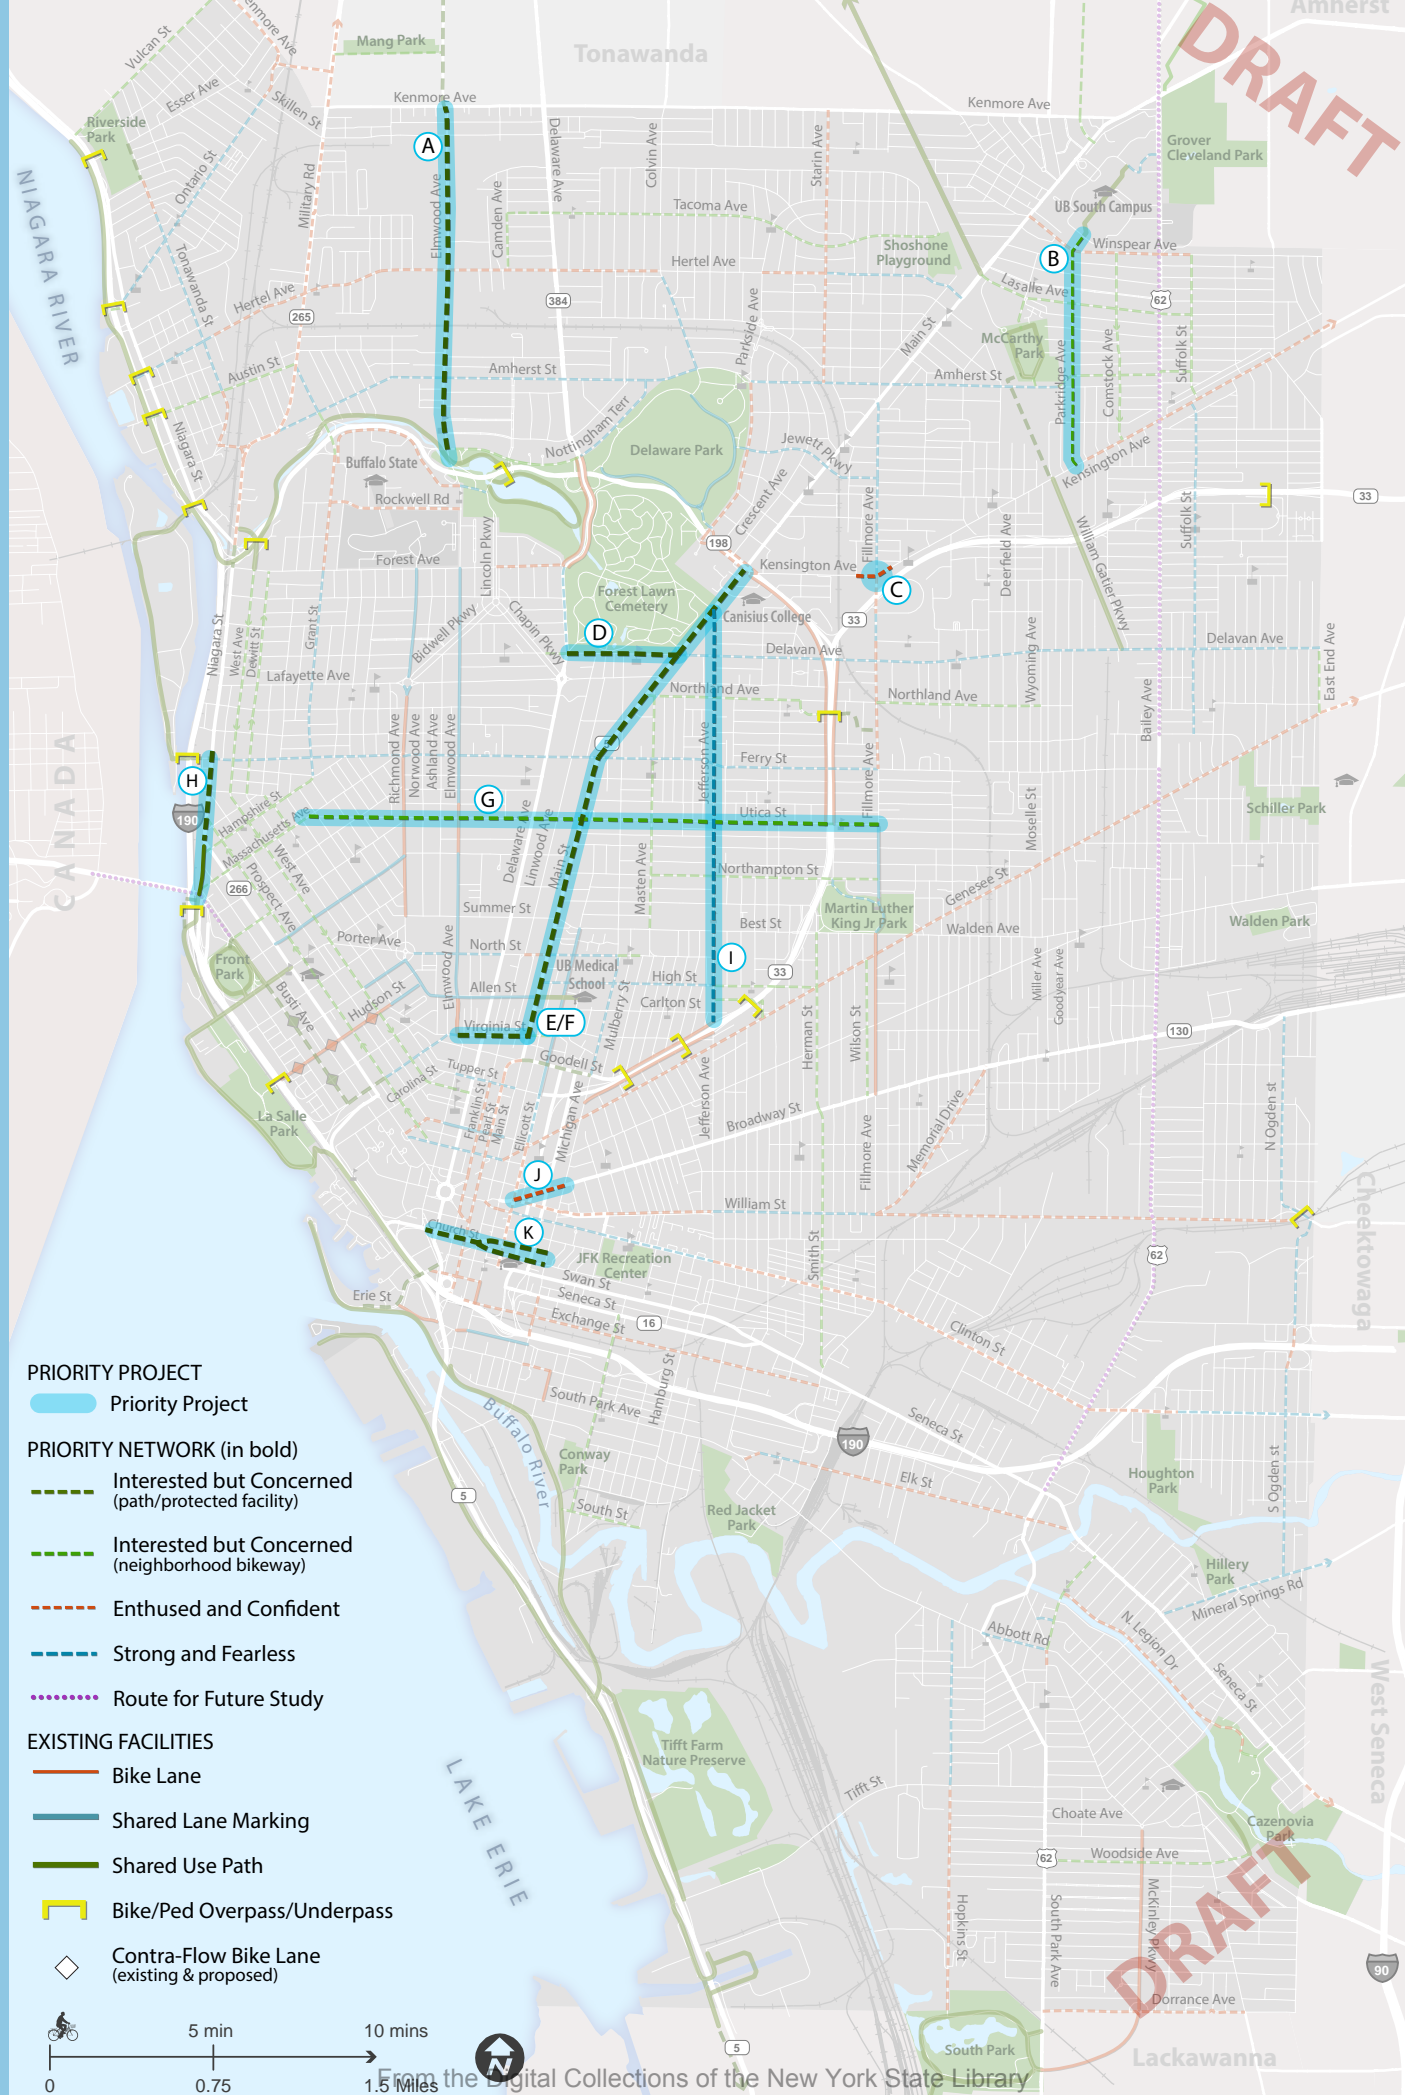 Amherst
DRAFT
Tonawanda
Mang Park
Kenmore Ave
Vulcan St
Esser Ave
Skillen St
Riverside
Park
Kenmore Ave
Kenmore Ave
Grover
Cleveland Park
A
Ontario St
Military Rd
Elmwood Ave
Camden Ave
Delaware Ave
Colvin Ave
Starin Ave
Tacoma Ave
UB South Campus
NIAGARA RIVER
Tonawanda St
Hertel Ave
Hertel Ave
Shoshone
Playground
B
Winspear Ave
Lasalle Ave
62
384
265
Parkside Ave
Main St
McCarthy
Park
Parkridge Ave
Comstock Ave
Suffolk St
Austin St
Amherst St
Amherst St
Nottingham Terr
Delaware Park
Jewett Pkwy
Kensington Ave
Niagara St
Buffalo State
Rockwell Rd
Crescent Ave
Fillmore Ave
Deerfield Ave
William Gatier Pkwy
Suffolk St
33
198
Forest Ave
Lincoln Pkwy
Kensington Ave
C
Forest Lawn
Cemetery
Canisius College
33
Niagara St
West Ave
Dewitt St
Grant St
Bidwell Pkwy
Chapin Pkwy
D
Delavan Ave
Delavan Ave
Wyoming Ave
East End Ave
Lafayette Ave
Northland Ave
Northland Ave
Bailey Ave
CANADA
Richmond Ave
Norwood Ave
Ashland Ave
Elmwood Ave
Jefferson Ave
Ferry St
Fillmore Ave
H
190
G
Utica St
Moselle St
Schiller Park
Hampshire St
Massachusetts Ave
West Ave
Prospect Ave
266
Delaware Ave
Linwood Ave
Main St
Masten Ave
Northampton St
Genesee St
Summer St
Best St
Martin Luther
King Jr Park
Walden Ave
Walden Park
Porter Ave
Elmwood Ave
North St
Front
Park
UB Medical
School
High St
I
33
Miller Ave
Goodyear Ave
Allen St
Carlton St
Busti Ave
Hudson St
Virginia St
E/F
Mulberry St
Herman St
Wilson St
130
Goodell St
Tupper St
Carolina St
La Salle
Park
Franklin St
Pearl St
Main St
Ellicott St
Michigan Ave
Jefferson Ave
Broadway St
Fillmore Ave
Memorial Drive
N Ogden st
J
William St
Cheektowaga
Church St
K
JFK Recreation
Center
Smith St
62
Swan St
Seneca St
Exchange St
Erie St
16
Clinton St
Hamburg St
South Park Ave
190
Seneca St
Buffalo River
Conway
Park
Elk St
Houghton
Park
S Ogden st
5
South St
Red Jacket
Park
Hillery
Park
Mineral Springs Rd
Abbott Rd
N. Legion Dr
Seneca St
West Seneca
Tifft Farm
Nature Preserve
Tifft St
LAKE ERIE
Choate Ave
Cazenovia
Park
62
Woodside Ave
DRAFT
Hopkins St
South Park Ave
McKinley Pkwy
90
Dorrance Ave
5
South Park
Lackawanna
PRIORITY PROJECT
Priority Project
PRIORITY NETWORK (in bold)
Interested but Concerned
(path/protected facility)
Interested but Concerned
(neighborhood bikeway)
Enthused and Confident
Strong and Fearless
Route for Future Study
EXISTING FACILITIES
Bike Lane
Shared Lane Marking
Shared Use Path
Bike/Ped Overpass/Underpass
Contra-Flow Bike Lane
(existing & proposed)
5 min 10 mins
N
0 0.75 1.5 Miles
From the Digital Collections of the New York State Library